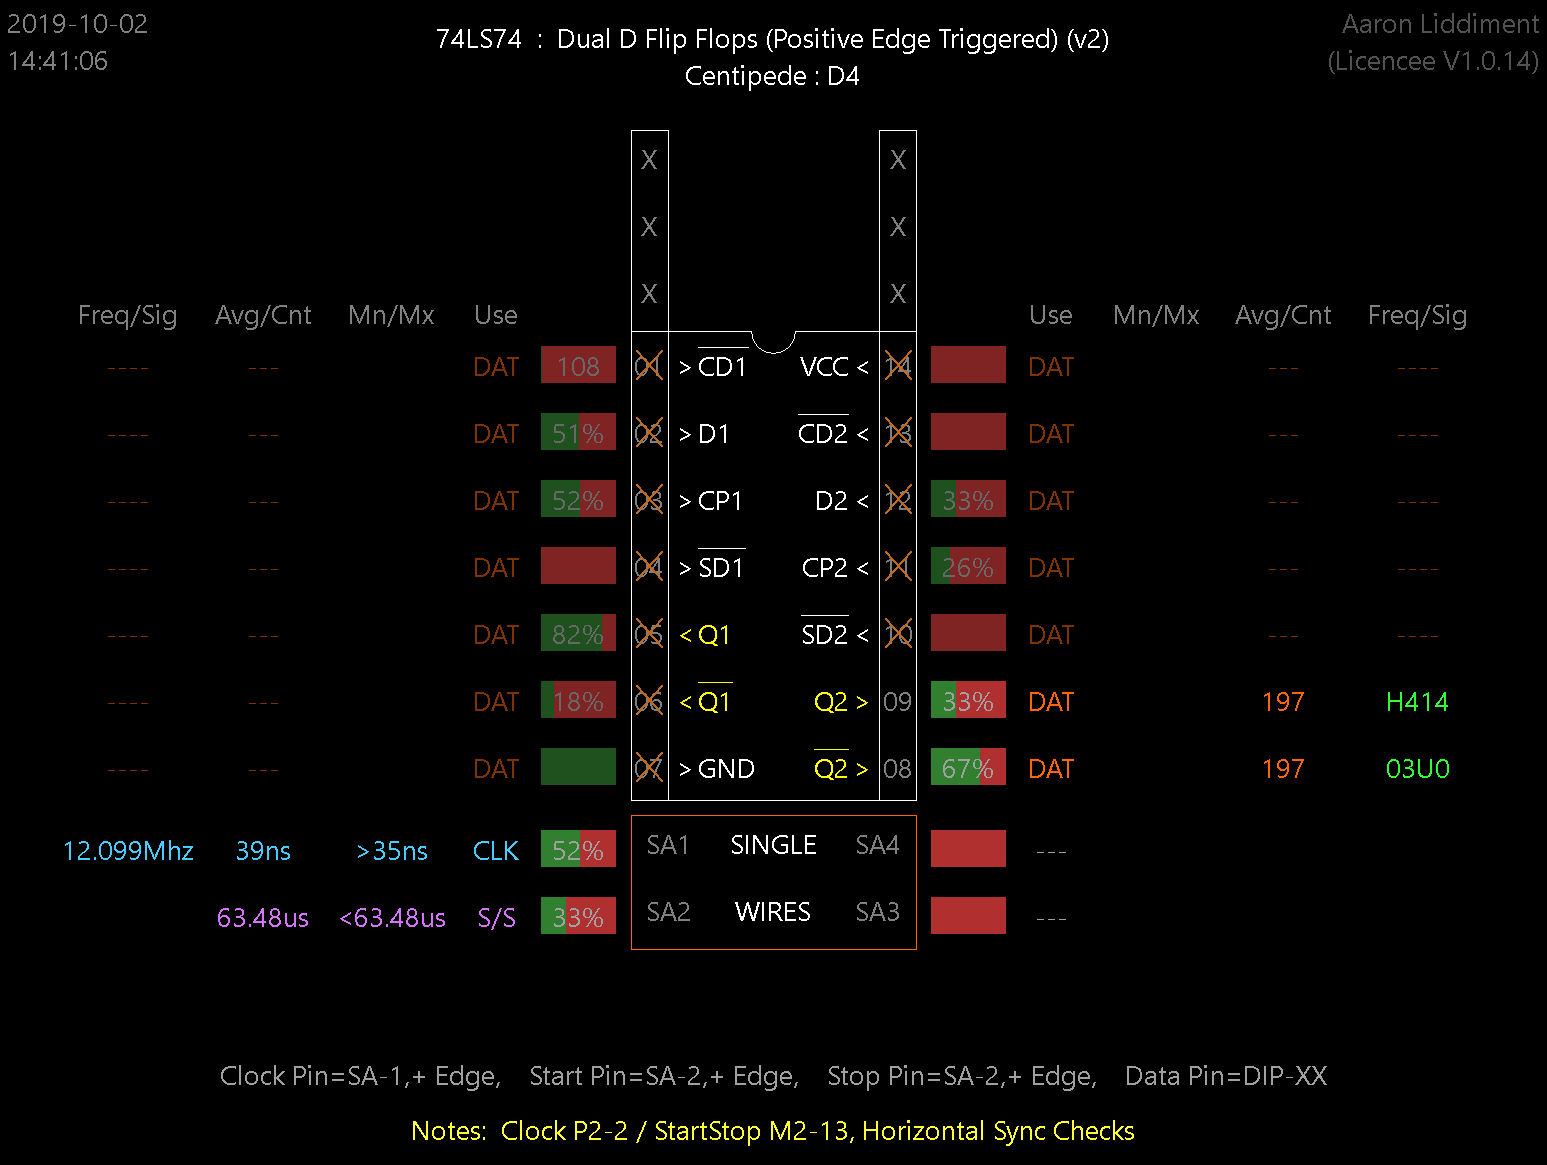 2019-10-02
14:41:06
74LS74 : Dual D Flip Flops (Positive Edge Triggered) (v2)
Centipede : D4
Aaron Liddiment
(Licencee V1.0.14)
X X
X X
X X
Freq/Sig Avg/Cnt Mn/Mx Use Use Mn/Mx Avg/Cnt Freq/Sig
---- --- DAT 108 01 > CD1 VCC < 14 DAT --- ----
---- --- DAT 51% 02 > D1 CD2 < 13 DAT --- ----
---- --- DAT 52% 03 > CP1 D2 < 12 33% DAT --- ----
---- --- DAT 04 > SD1 CP2 < 11 26% DAT --- ----
---- --- DAT 82% 05 < Q1 SD2 < 10 DAT --- ----
---- --- DAT 18% 06 < Q1 Q2 > 09 33% DAT 197 H414
---- --- DAT 07 > GND Q2 > 08 67% DAT 197 03U0
12.099Mhz 39ns >35ns CLK 52% SA1 SINGLE SA4 ---
63.48us <63.48us S/S 33% SA2 WIRES SA3 ---
Clock Pin=SA-1,+ Edge, Start Pin=SA-2,+ Edge, Stop Pin=SA-2,+ Edge, Data Pin=DIP-XX
Notes: Clock P2-2 / StartStop M2-13, Horizontal Sync Checks